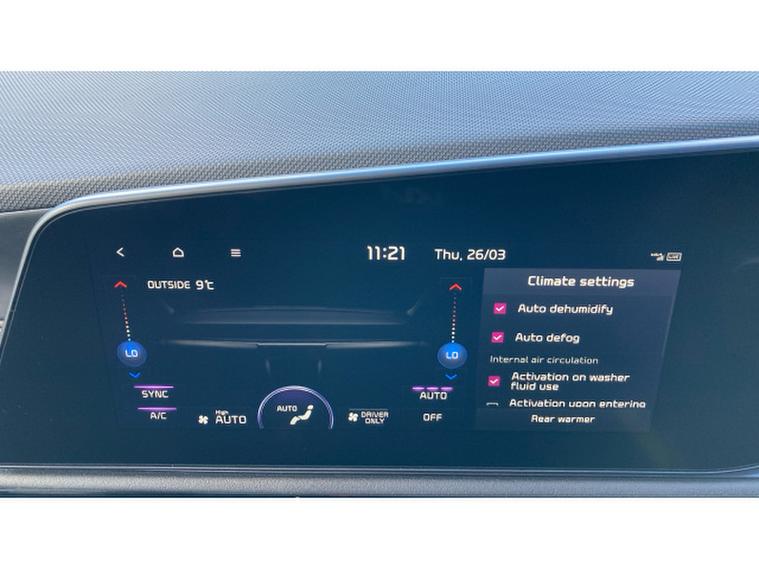 11:21 Thu, 26/03
OUTSIDE 9°C
LO
LO
SYNC
A/C
High
AUTO
AUTO
DRIVER
ONLY
AUTO
OFF
Climate settings
Auto dehumidify
Auto defog
Internal air circulation
Activation on washer
fluid use
Activation upon entering
Rear warmer